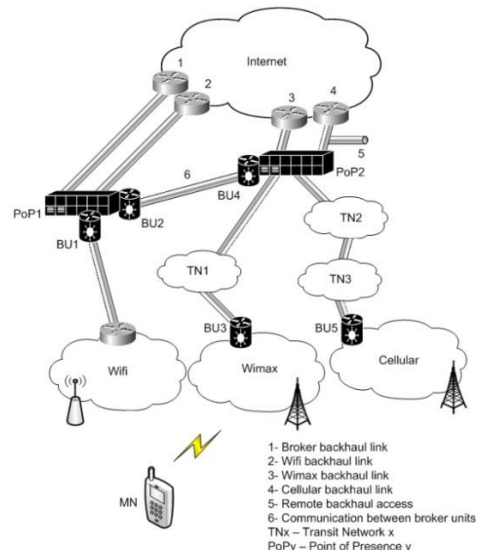 Internet
1
2
3
4
5
6
PoP2
BU4
PoP1
BU2
BU1
TN2
TN1
TN3
BU3
BU5
Wifi
Wimax
Cellular
MN
1- Broker backhaul link
2- Wifi backhaul link
3- Wimax backhaul link
4- Cellular backhaul link
5- Remote backhaul access
6- Communication between broker units
TNx – Transit Network x
PoPy – Point of Presence y